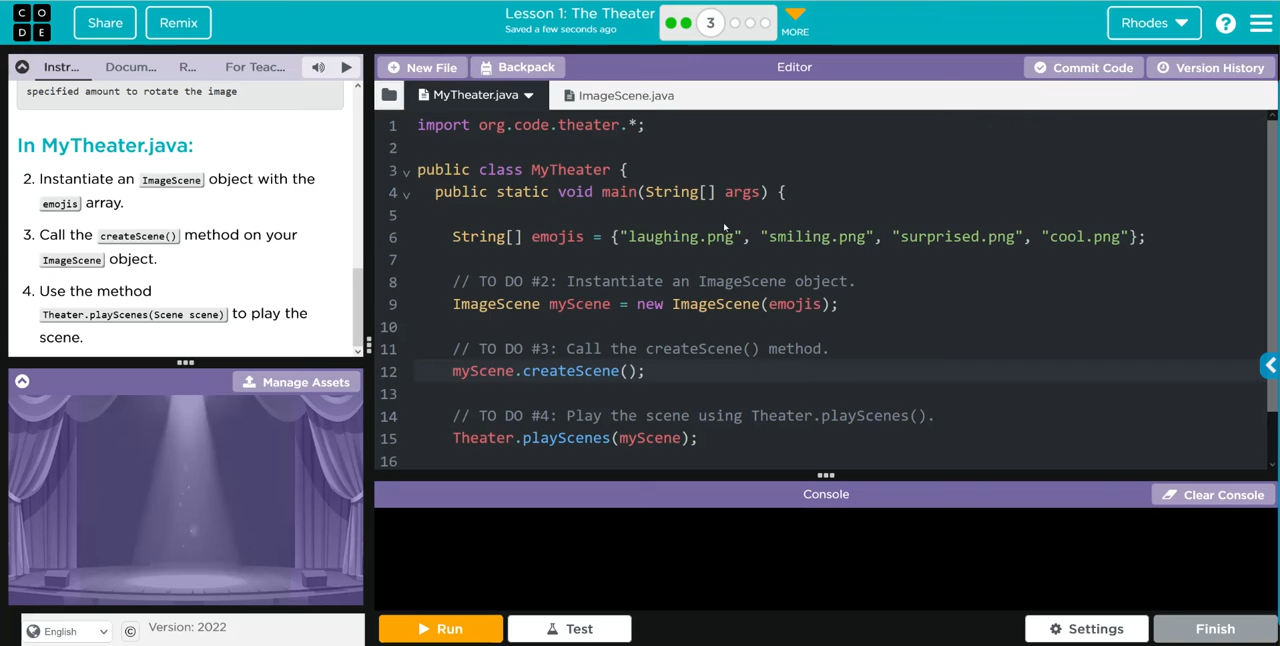 C O
D E
Share
Remix
Lesson 1: The Theater
Saved a few seconds ago
3
MORE
Rhodes
?
Instr...
Docum...
R...
For Teac...
New File
Backpack
Editor
Commit Code
Version History
specified amount to rotate the image
In MyTheater.java:
2. Instantiate an ImageScene object with the
emojis array.
3. Call the createScene() method on your
ImageScene object.
4. Use the method
Theater.playScenes(Scene scene) to play the
scene.
Manage Assets
English
©
Version: 2022
MyTheater.java
ImageScene.java
1 import org.code.theater.*;
2
3 public class MyTheater {
4 public static void main(String[] args) {
5
6 String[] emojis = {"laughing.png", "smiling.png", "surprised.png", "cool.png"};
7
8 // TO DO #2: Instantiate an ImageScene object.
9 ImageScene myScene = new ImageScene(emojis);
10
11 // TO DO #3: Call the createScene() method.
12 myScene.createScene();
13
14 // TO DO #4: Play the scene using Theater.playScenes().
15 Theater.playScenes(myScene);
16
Console
Clear Console
Run
Test
Settings
Finish